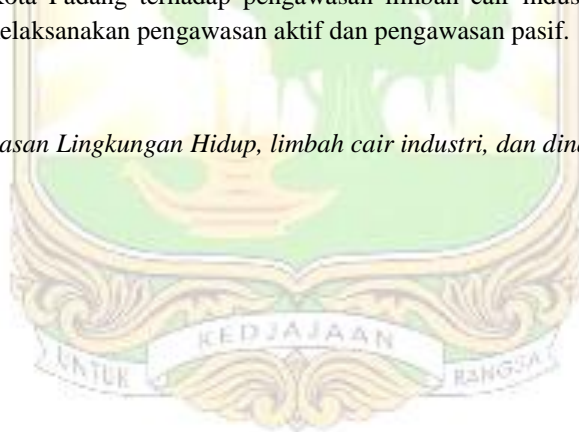 Kota Padang terhadap pengawasan limbah cair indus
elaksanakan pengawasan aktif dan pengawasan pasif.
asan Lingkungan Hidup, limbah cair industri, dan dina
UNTUK KEDJAJAAN BANGSA